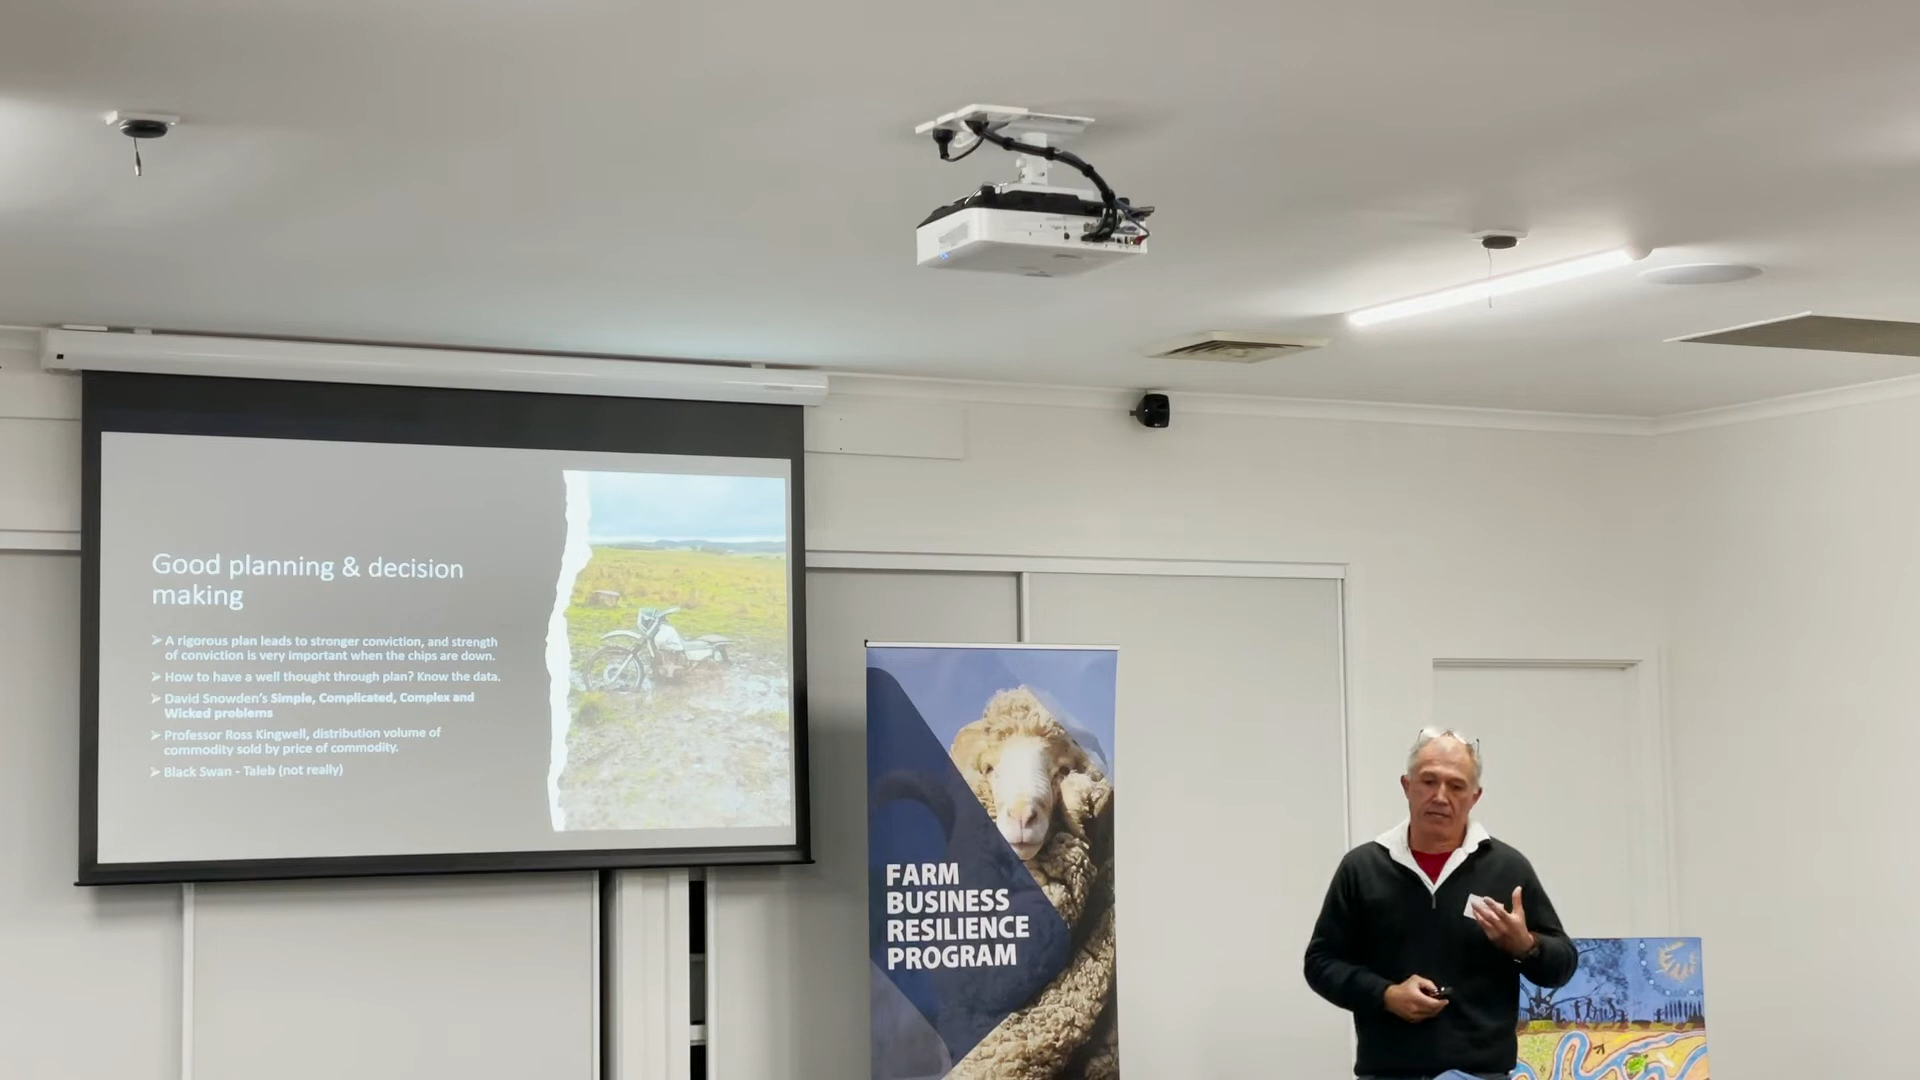 Good planning & decision
making
➢ A rigorous plan leads to stronger conviction, and strength
of conviction is very important when the chips are down.
➢ How to have a well thought through plan? Know the data.
➢ David Snowden's Simple, Complicated, Complex and
Wicked problems
➢ Professor Ross Kingwell, distribution volume of
commodity sold by price of commodity.
➢ Black Swan - Taleb (not really)
FARM
BUSINESS
RESILIENCE
PROGRAM